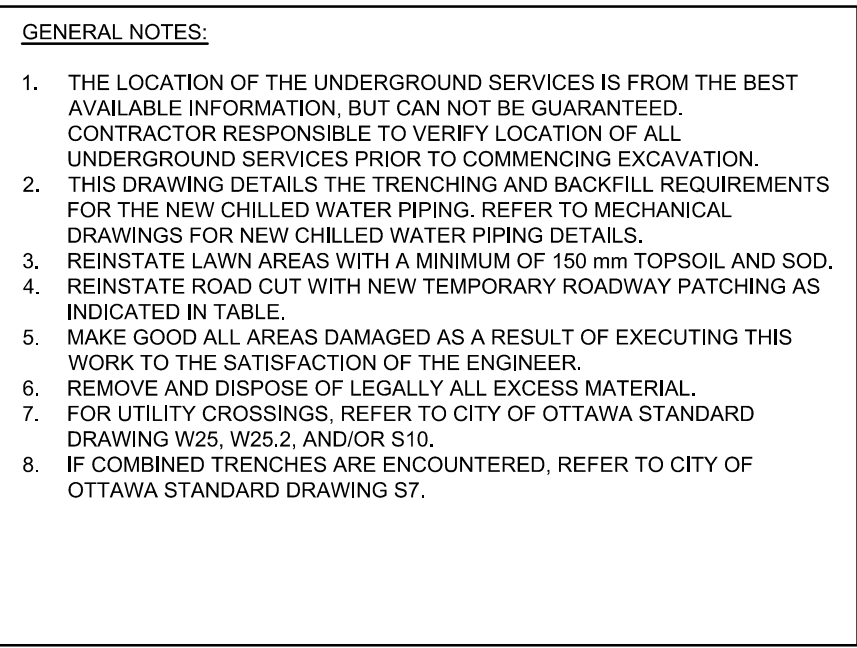 GENERAL NOTES:
1. THE LOCATION OF THE UNDERGROUND SERVICES IS FROM THE BEST
AVAILABLE INFORMATION, BUT CAN NOT BE GUARANTEED.
CONTRACTOR RESPONSIBLE TO VERIFY LOCATION OF ALL
UNDERGROUND SERVICES PRIOR TO COMMENCING EXCAVATION.
2. THIS DRAWING DETAILS THE TRENCHING AND BACKFILL REQUIREMENTS
FOR THE NEW CHILLED WATER PIPING. REFER TO MECHANICAL
DRAWINGS FOR NEW CHILLED WATER PIPING DETAILS.
3. REINSTATE LAWN AREAS WITH A MINIMUM OF 150 mm TOPSOIL AND SOD.
4. REINSTATE ROAD CUT WITH NEW TEMPORARY ROADWAY PATCHING AS
INDICATED IN TABLE.
5. MAKE GOOD ALL AREAS DAMAGED AS A RESULT OF EXECUTING THIS
WORK TO THE SATISFACTION OF THE ENGINEER.
6. REMOVE AND DISPOSE OF LEGALLY ALL EXCESS MATERIAL.
7. FOR UTILITY CROSSINGS, REFER TO CITY OF OTTAWA STANDARD
DRAWING W25, W25.2, AND/OR S10.
8. IF COMBINED TRENCHES ARE ENCOUNTERED, REFER TO CITY OF
OTTAWA STANDARD DRAWING S7.